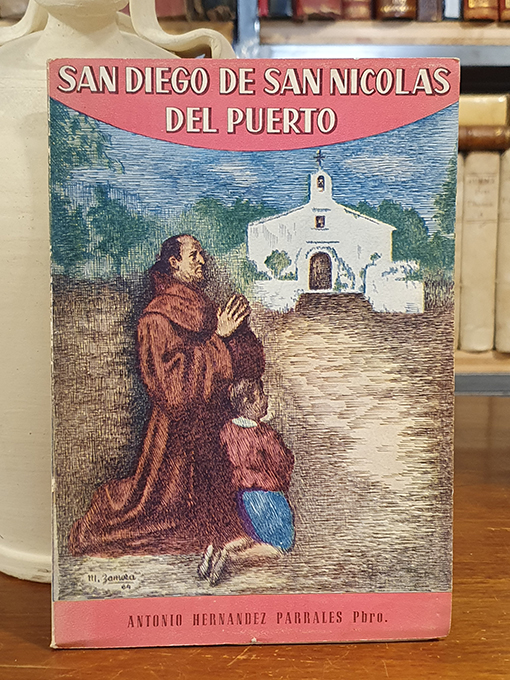 SAN DIEGO DE SAN NICOLAS
DEL PUERTO
M. Zamora
64
ANTONIO HERNANDEZ PARRALES Pbro.